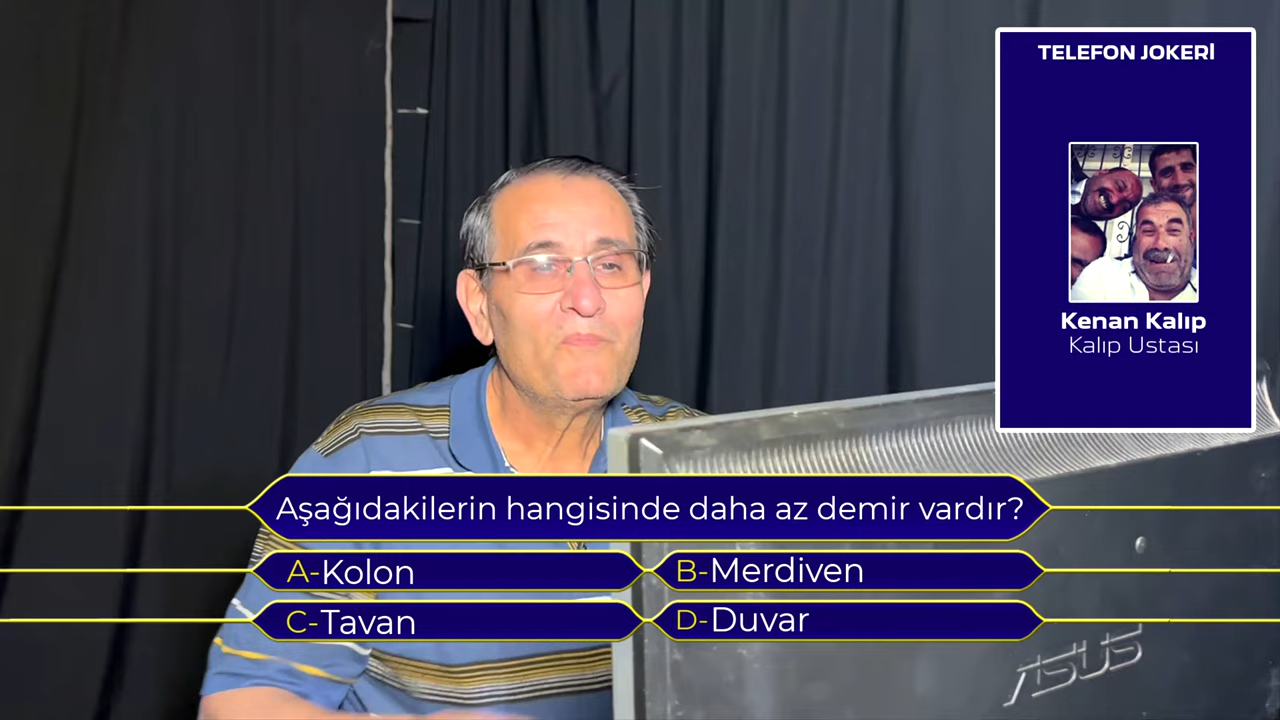 TELEFON JOKERİ
Kenan Kalıp
Kalıp Ustası
Aşağıdakilerin hangisinde daha az demir vardır?
A-Kolon
B-Merdiven
C-Tavan
D-Duvar
ASUS